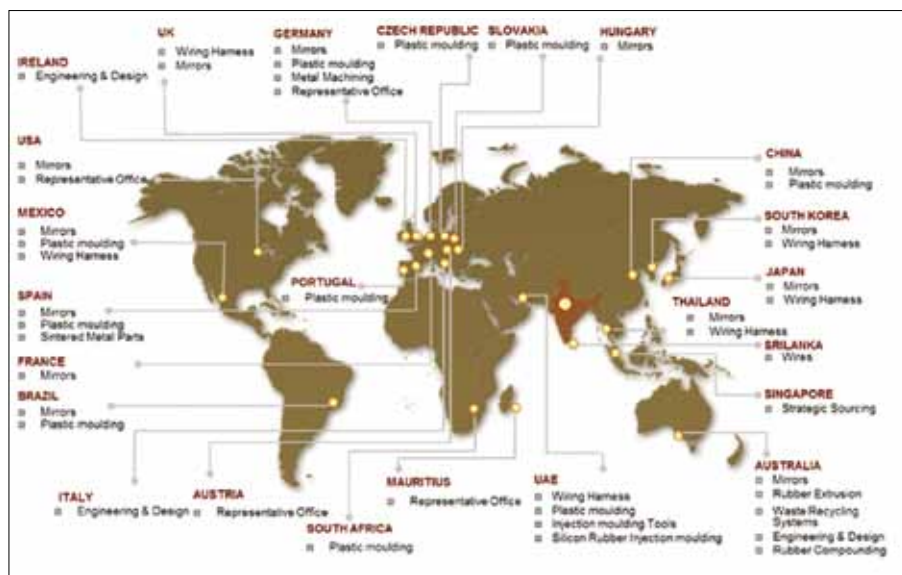 UK
Wiring Harness
Mirrors
GERMANY
Mirrors
Plastic moulding
Metal Machining
Representative Office
CZECH REPUBLIC
Plastic moulding
SLOVAKIA
Plastic moulding
HUNGARY
Mirrors
IRELAND
Engineering & Design
USA
Mirrors
Representative Office
MEXICO
Mirrors
Plastic moulding
Wiring Harness
SPAIN
Mirrors
Plastic moulding
Sintered Metal Parts
FRANCE
Mirrors
BRAZIL
Mirrors
Plastic moulding
PORTUGAL
Plastic moulding
CHINA
Mirrors
Plastic moulding
SOUTH KOREA
Mirrors
Wiring Harness
JAPAN
Mirrors
Wiring Harness
THAILAND
Mirrors
Wiring Harness
SRILANKA
Wires
SINGAPORE
Strategic Sourcing
ITALY
Engineering & Design
AUSTRIA
Representative Office
SOUTH AFRICA
Plastic moulding
MAURITIUS
Representative Office
UAE
Wiring Harness
Plastic moulding
Injection moulding Tools
Silicon Rubber Injection moulding
AUSTRALIA
Mirrors
Rubber Extrusion
Waste Recycling
Systems
Engineering & Design
Rubber Compounding